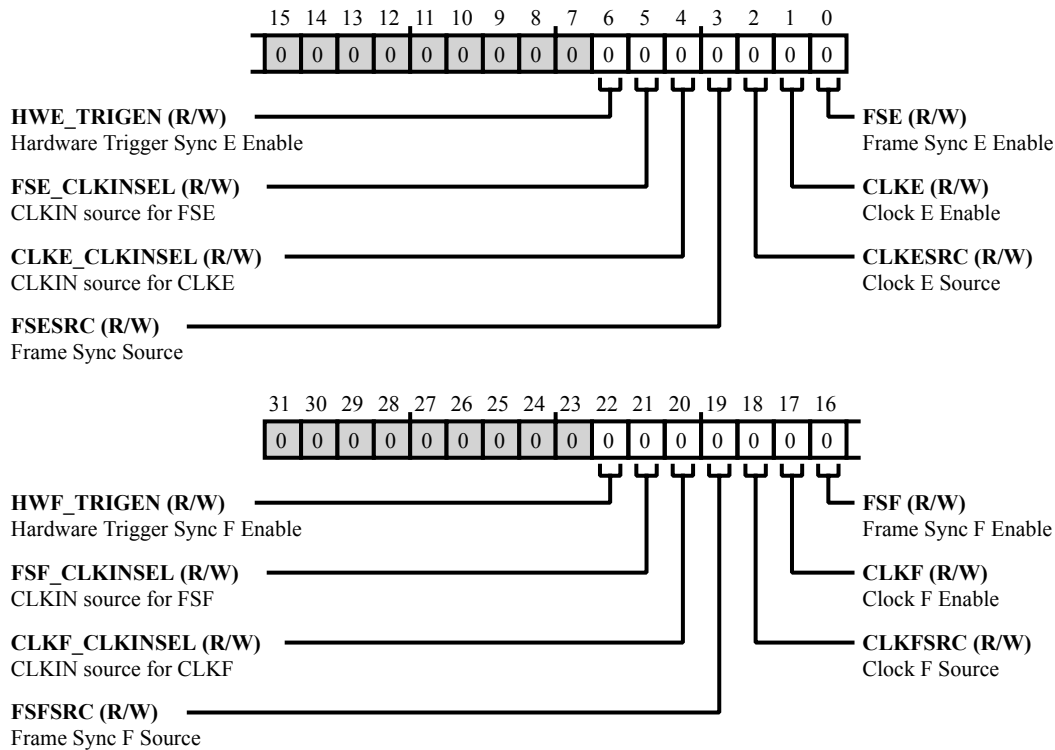 15 14 13 12 11 10 9 8 7 6 5 4 3 2 1 0
0 0 0 0 0 0 0 0 0 0 0 0 0 0 0 0
HWE_TRIGEN (R/W)
Hardware Trigger Sync E Enable
FSE (R/W)
Frame Sync E Enable
FSE_CLKINSEL (R/W)
CLKIN source for FSE
CLKE (R/W)
Clock E Enable
CLKE_CLKINSEL (R/W)
CLKIN source for CLKE
CLKESRC (R/W)
Clock E Source
FSESRC (R/W)
Frame Sync Source
31 30 29 28 27 26 25 24 23 22 21 20 19 18 17 16
0 0 0 0 0 0 0 0 0 0 0 0 0 0 0 0
HWF_TRIGEN (R/W)
Hardware Trigger Sync F Enable
FSF (R/W)
Frame Sync F Enable
FSF_CLKINSEL (R/W)
CLKIN source for FSF
CLKF (R/W)
Clock F Enable
CLKF_CLKINSEL (R/W)
CLKIN source for CLKF
CLKFSRC (R/W)
Clock F Source
FSFSRC (R/W)
Frame Sync F Source